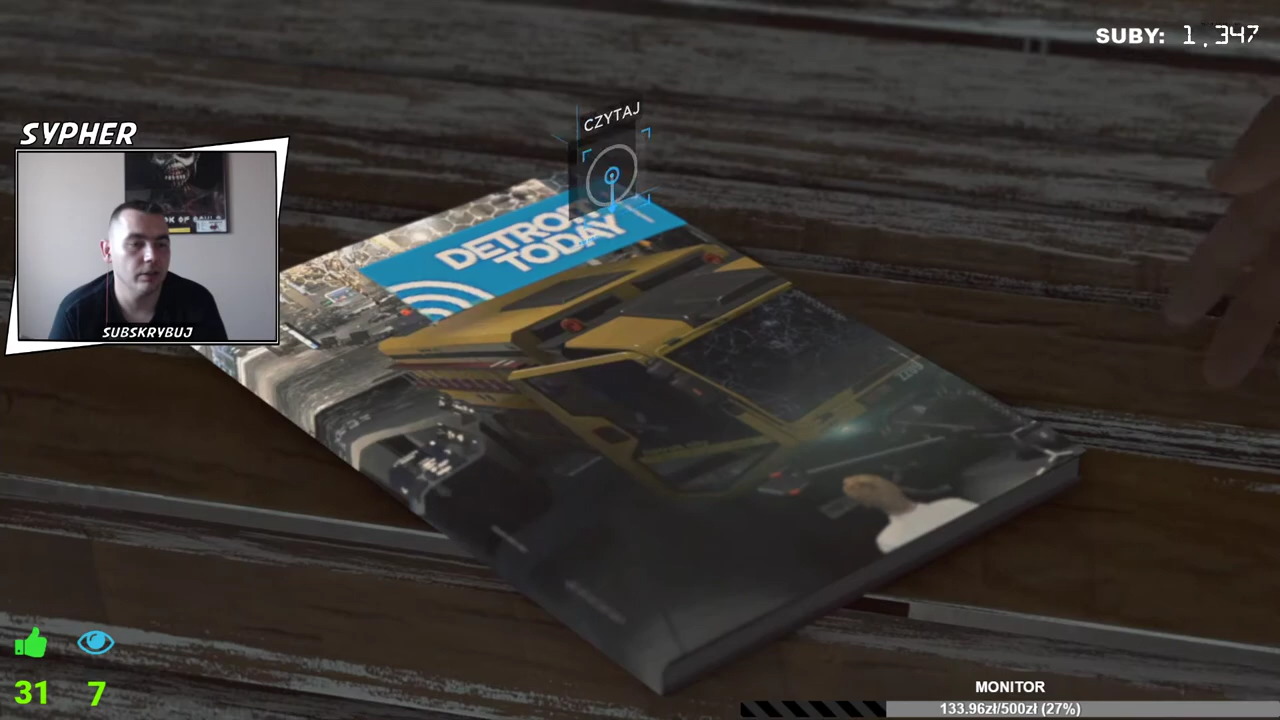 SUBY: 1,347
CZYTAJ
SYPHER
DETROIT
TODAY
SUBSKRYBUJ
31 7
MONITOR
133.96zł/500zł (27%)